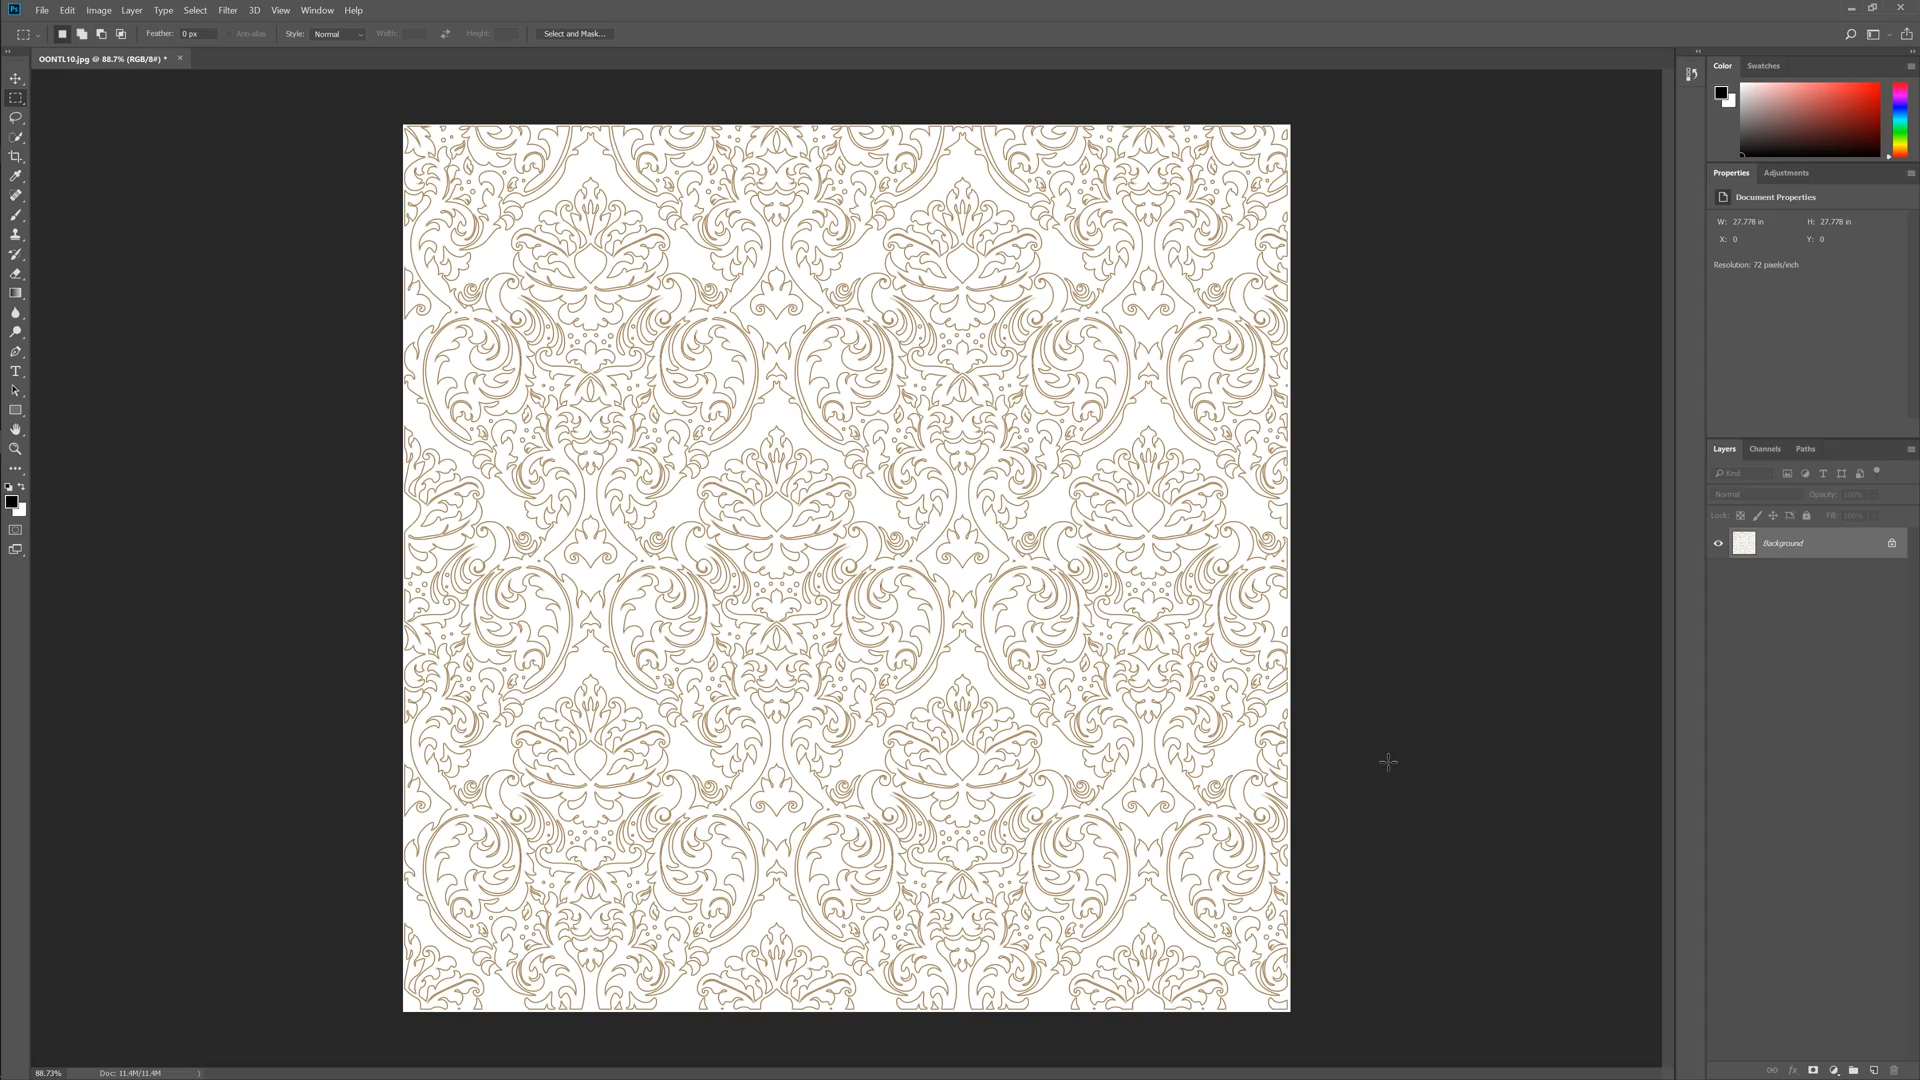 Ps File Edit Image Layer Type Select Filter 3D View Window Help
Feather: 0 px Anti-alias Style: Normal Width: Height: Select and Mask...
OONTL10.jpg @ 88.7% (RGB/8#) *
Color Swatches
Properties Adjustments
Document Properties
W: 27.778 in H: 27.778 in
X: 0 Y: 0
Resolution: 72 pixels/inch
Layers Channels Paths
Kind
Normal Opacity: 100%
Lock: Fill: 100%
Background
88.73% Doc: 11.4M/11.4M